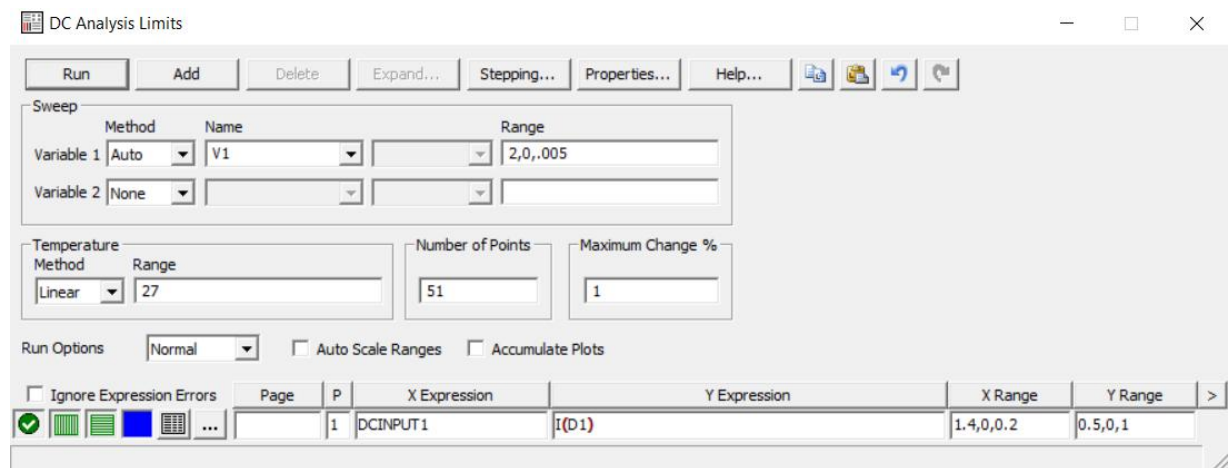 DC Analysis Limits
Run Add Delete Expand... Stepping... Properties... Help...
Sweep
Method Name Range
Variable 1 Auto V1 2,0,.005
Variable 2 None
Temperature Number of Points Maximum Change %
Method Range
Linear 27 51 1
Run Options Normal Auto Scale Ranges Accumulate Plots
Ignore Expression Errors Page P X Expression Y Expression X Range Y Range >
... 1 DCINPUT1 I(D1) 1.4,0,0.2 0.5,0,1